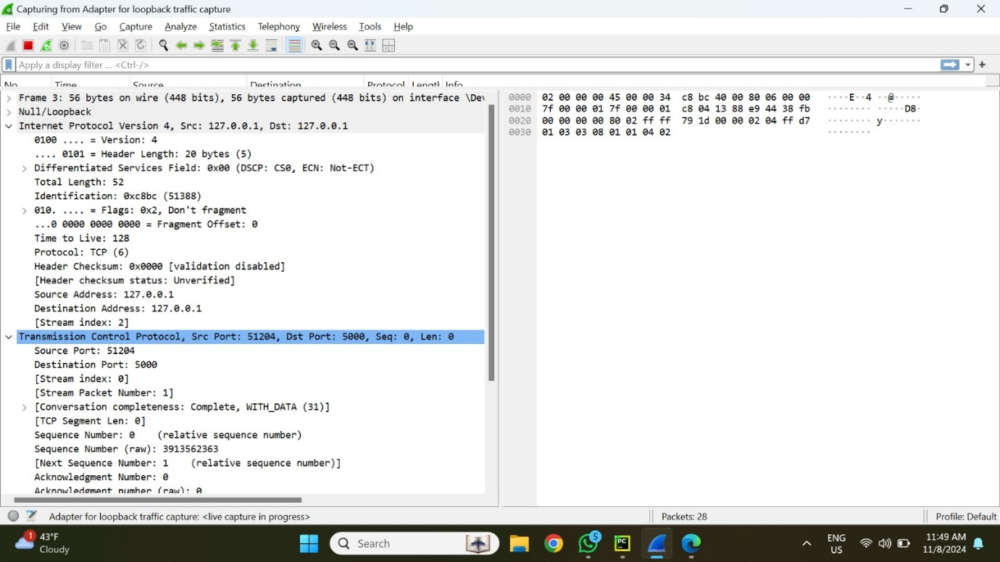 Capturing from Adapter for loopback traffic capture
File Edit View Go Capture Analyze Statistics Telephony Wireless Tools Help
Apply a display filter ... <Ctrl-/>
No. Time Source Destination Protocol Length Info
Frame 3: 56 bytes on wire (448 bits), 56 bytes captured (448 bits) on interface \Dev
Null/Loopback
Internet Protocol Version 4, Src: 127.0.0.1, Dst: 127.0.0.1
0100 .... = Version: 4
.... 0101 = Header Length: 20 bytes (5)
Differentiated Services Field: 0x00 (DSCP: CS0, ECN: Not-ECT)
Total Length: 52
Identification: 0xc8bc (51388)
010. .... = Flags: 0x2, Don't fragment
...0 0000 0000 0000 = Fragment Offset: 0
Time to Live: 128
Protocol: TCP (6)
Header Checksum: 0x0000 [validation disabled]
[Header checksum status: Unverified]
Source Address: 127.0.0.1
Destination Address: 127.0.0.1
[Stream index: 2]
Transmission Control Protocol, Src Port: 51204, Dst Port: 5000, Seq: 0, Len: 0
Source Port: 51204
Destination Port: 5000
[Stream index: 0]
[Stream Packet Number: 1]
[Conversation completeness: Complete, WITH_DATA (31)]
[TCP Segment Len: 0]
Sequence Number: 0 (relative sequence number)
Sequence Number (raw): 3913562363
[Next Sequence Number: 1 (relative sequence number)]
Acknowledgment Number: 0
Acknowledgment number (raw): 0
0000 02 00 00 00 45 00 00 34 c8 bc 40 00 80 06 00 00 ····E··4 ··@·····
0010 7f 00 00 01 7f 00 00 01 c8 04 13 88 e9 44 38 fb ········ ·····D8·
0020 00 00 00 00 80 02 ff ff 79 1d 00 00 02 04 ff d7 ········ y·······
0030 01 03 03 08 01 01 04 02 ········
Adapter for loopback traffic capture: <live capture in progress>
Packets: 28
Profile: Default
1
43°F
Cloudy
Search
5
PC
ENG
US
11:49 AM
11/8/2024